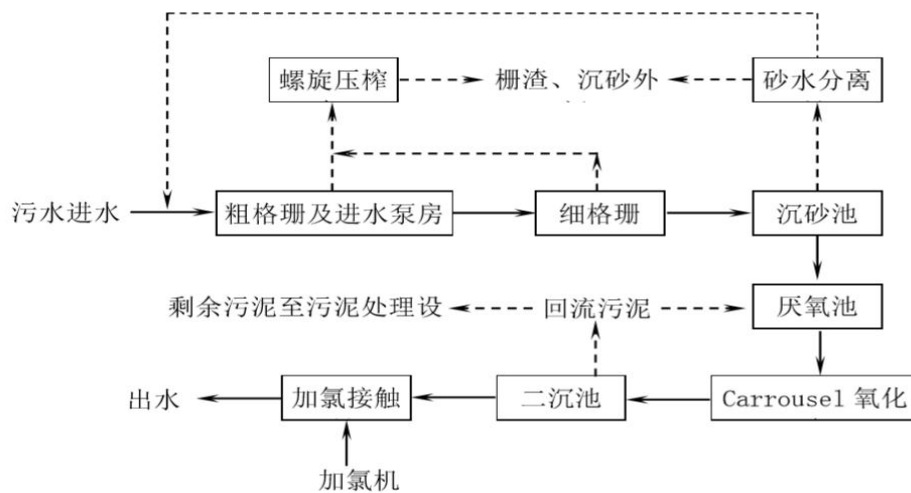 螺旋压榨
栅渣、沉砂外
砂水分离
污水进水
粗格珊及进水泵房
细格珊
沉砂池
剩余污泥至污泥处理设
回流污泥
厌氧池
出水
加氯接触
二沉池
Carrousel 氧化
加氯机